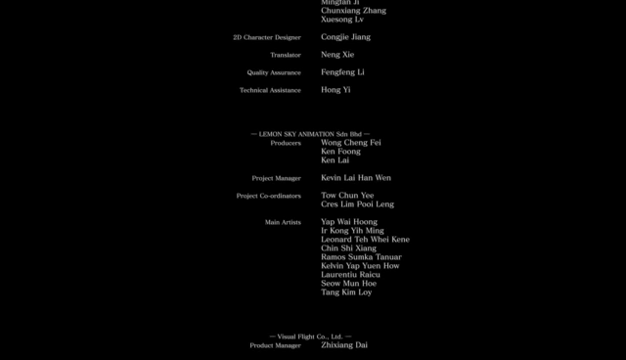 Mingfan Ji
Chunxiang Zhang
Xuesong Lv
2D Character Designer Congjie Jiang
Translator Neng Xie
Quality Assurance Fengfeng Li
Technical Assistance Hong Yi
— LEMON SKY ANIMATION Sdn Bhd —
Producers Wong Cheng Fei
Ken Foong
Ken Lai
Project Manager Kevin Lai Han Wen
Project Co-ordinators Tow Chun Yee
Cres Lim Pooi Leng
Main Artists Yap Wai Hoong
Ir Kong Yih Ming
Leonard Teh Whei Kene
Chin Shi Xiang
Ramos Sumka Tanuar
Kelvin Yap Yuen How
Laurentiu Raicu
Seow Mun Hoe
Tang Kim Loy
— Visual Flight Co., Ltd. —
Product Manager Zhixiang Dai